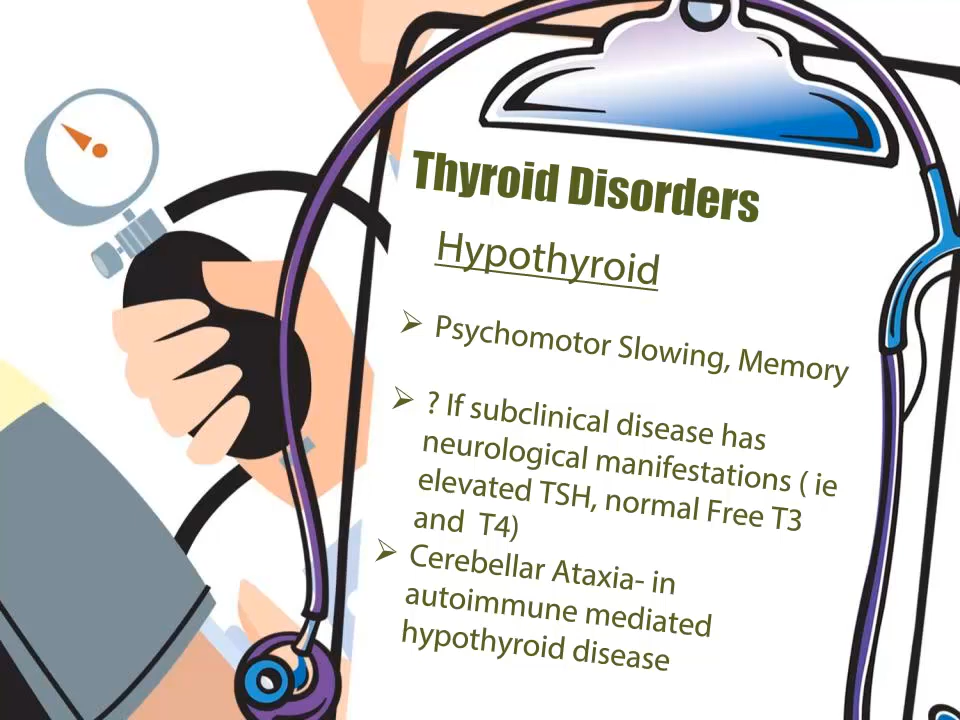 Thyroid Disorders
Hypothyroid
➢ Psychomotor Slowing, Memory
➢ ? If subclinical disease has
neurological manifestations ( ie
elevated TSH, normal Free T3
and T4)
➢ Cerebellar Ataxia- in
autoimmune mediated
hypothyroid disease